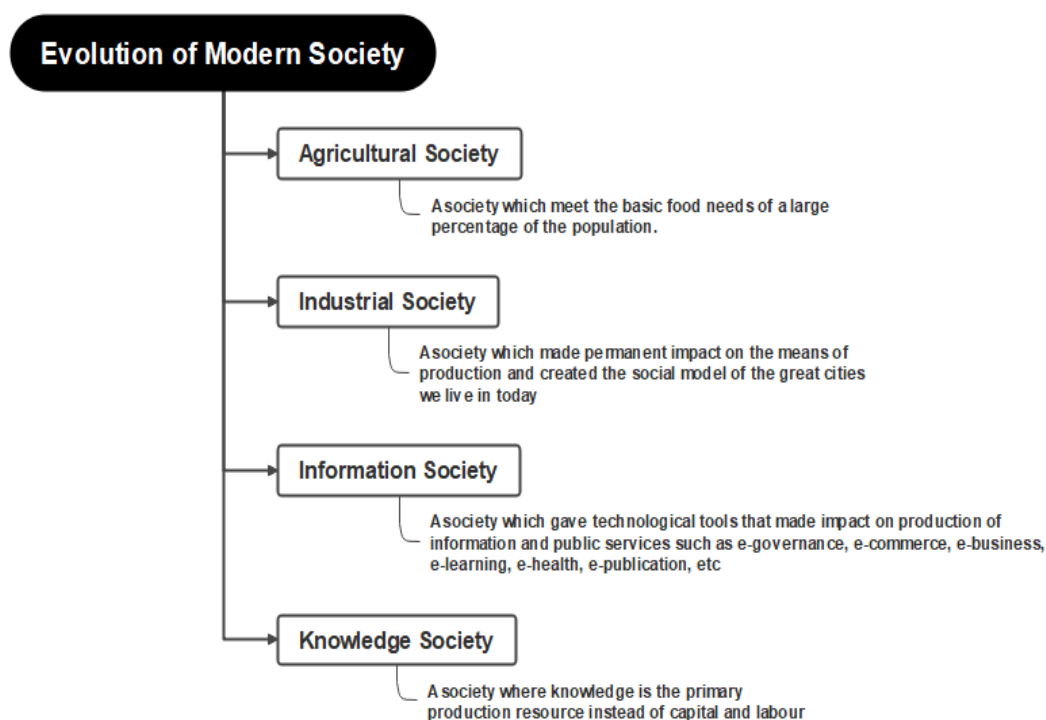 Evolution of Modern Society
Agricultural Society
A society which meet the basic food needs of a large
percentage of the population.
Industrial Society
A society which made permanent impact on the means of
production and created the social model of the great cities
we live in today
Information Society
A society which gave technological tools that made impact on production of
information and public services such as e-governance, e-commerce, e-business,
e-learning, e-health, e-publication, etc
Knowledge Society
A society where knowledge is the primary
production resource instead of capital and labour